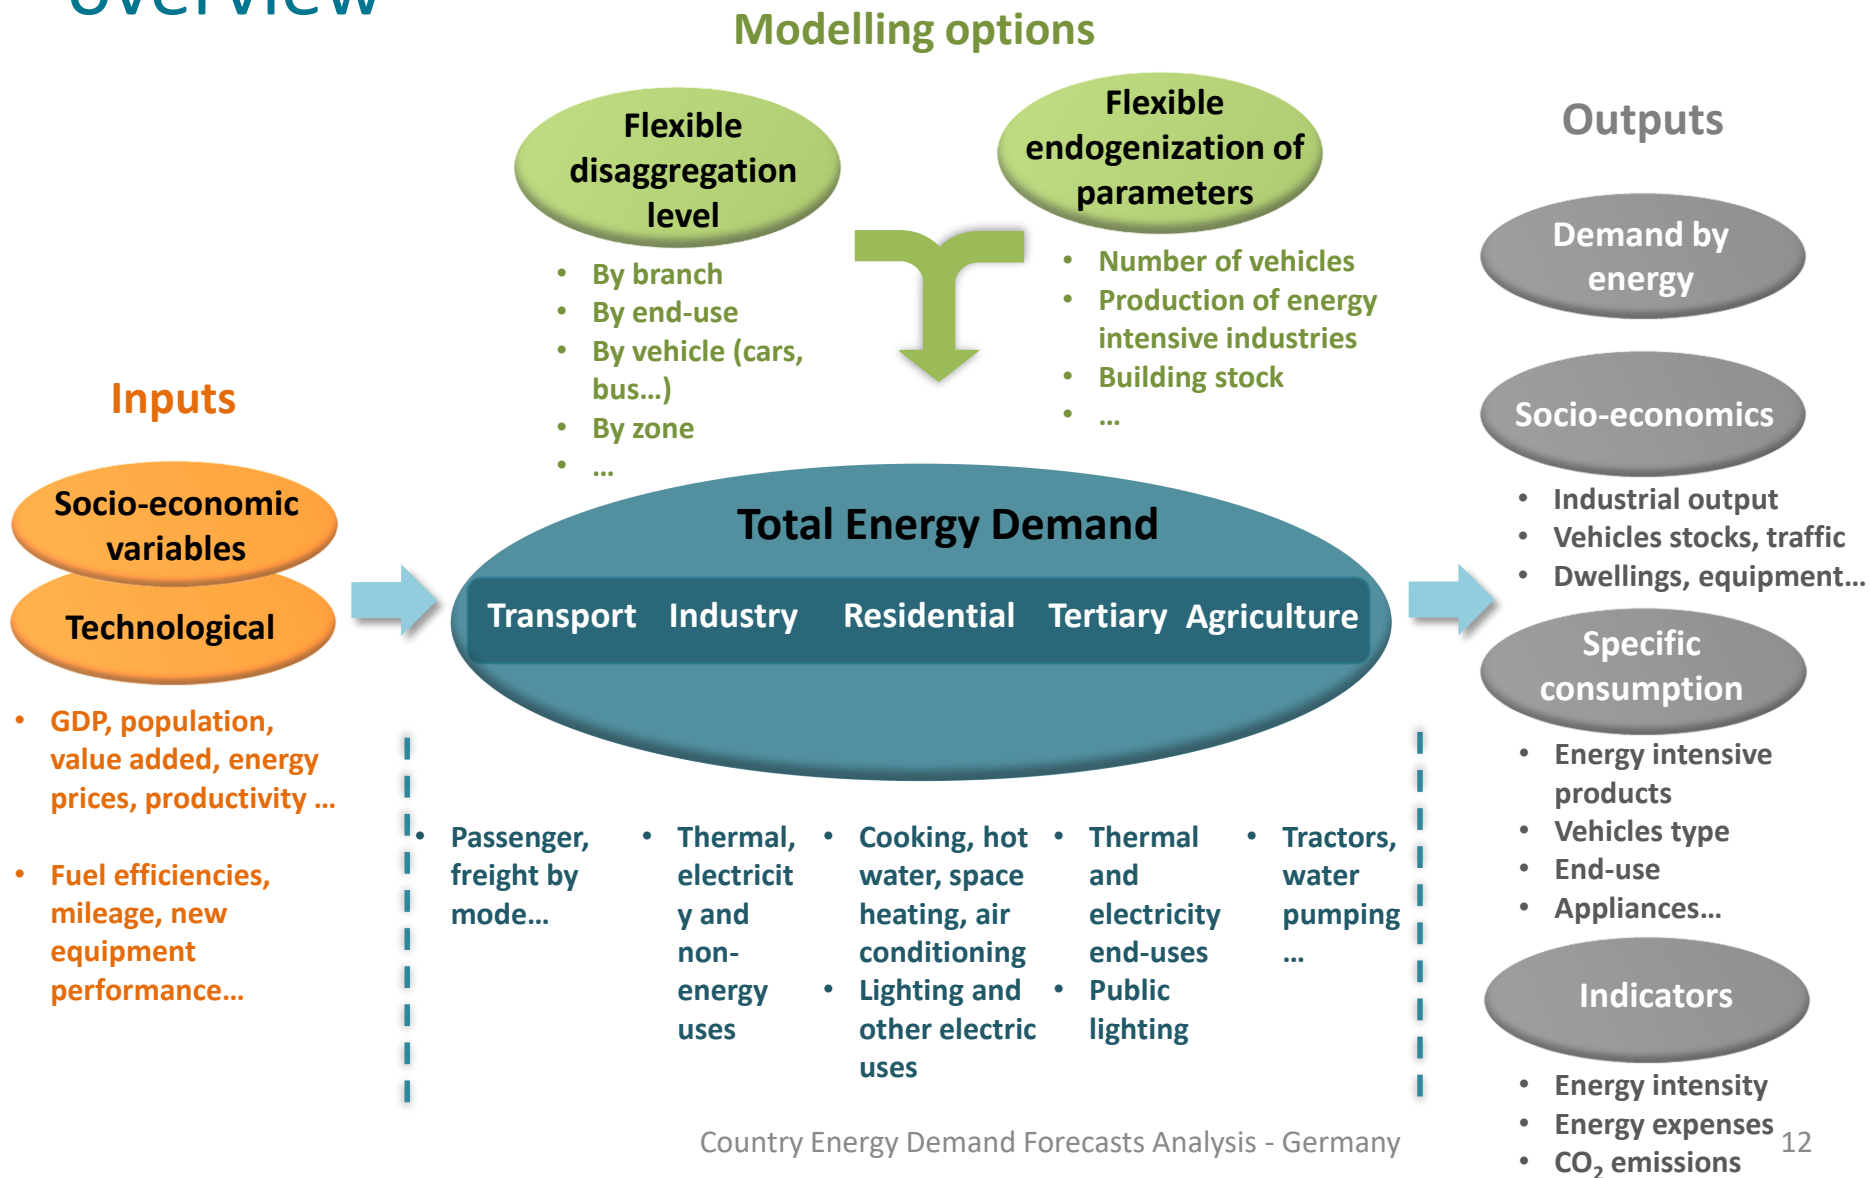 overview
Modelling options
Flexible
disaggregation
level
• By branch
• By end-use
• By vehicle (cars,
bus…)
• By zone
• …
Flexible
endogenization of
parameters
• Number of vehicles
• Production of energy
intensive industries
• Building stock
• …
Inputs
Socio-economic
variables
Technological
• GDP, population,
value added, energy
prices, productivity …
• Fuel efficiencies,
mileage, new
equipment
performance…
Total Energy Demand
Transport Industry Residential Tertiary Agriculture
• Passenger,
freight by
mode…
• Thermal,
electricit
y and
non-
energy
uses
• Cooking, hot
water, space
heating, air
conditioning
• Lighting and
other electric
uses
• Thermal
and
electricity
end-uses
• Public
lighting
• Tractors,
water
pumping
…
Outputs
Demand by
energy
Socio-economics
• Industrial output
• Vehicles stocks, traffic
• Dwellings, equipment…
Specific
consumption
• Energy intensive
products
• Vehicles type
• End-use
• Appliances…
Indicators
• Energy intensity
• Energy expenses
• CO₂ emissions
Country Energy Demand Forecasts Analysis - Germany
12